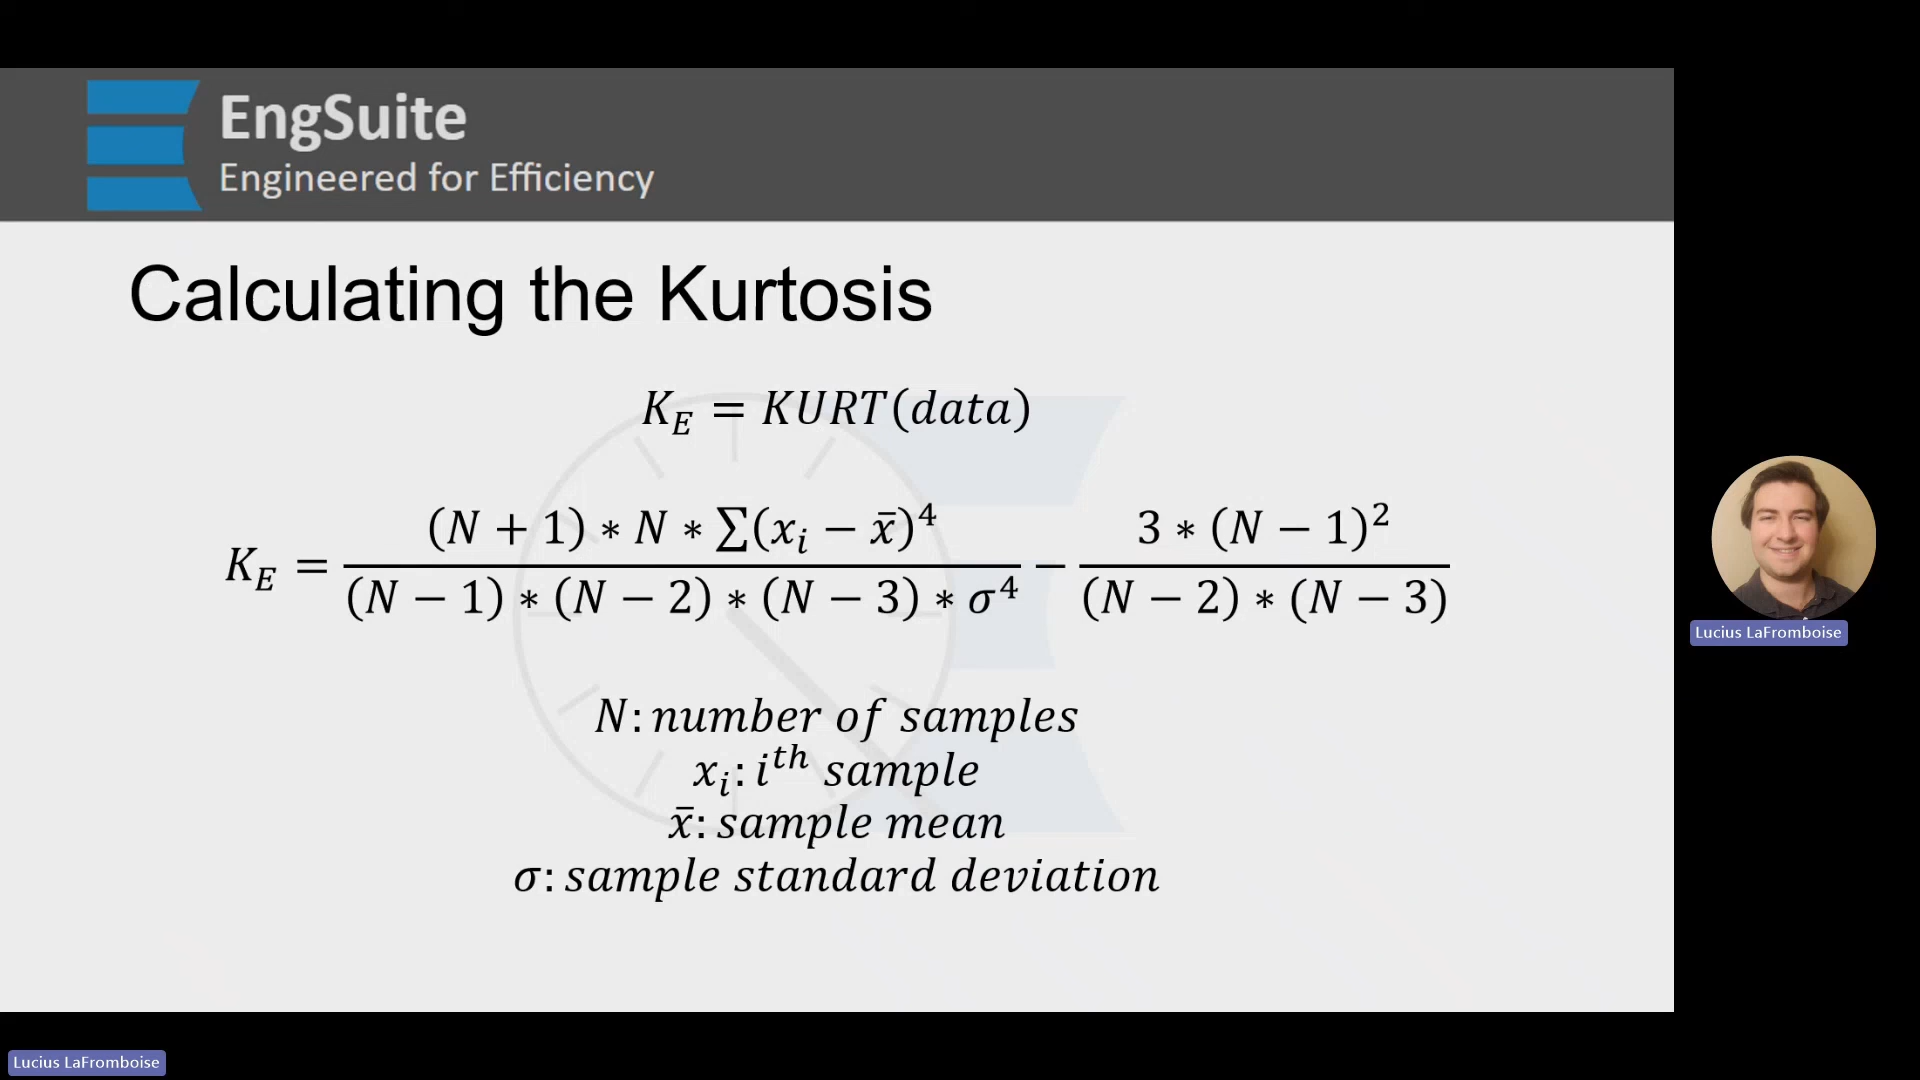 EngSuite
Engineered for Efficiency
Calculating the Kurtosis
K_E = KURT(data)
K_E = \frac{(N + 1) * N * ∑(x_i − x̄)^4}{(N − 1) * (N − 2) * (N − 3) * σ^4} − \frac{3 * (N − 1)^2}{(N − 2) * (N − 3)}
N: number of samples
x_i: i^{th} sample
x̄: sample mean
σ: sample standard deviation
Lucius LaFromboise
Lucius LaFromboise